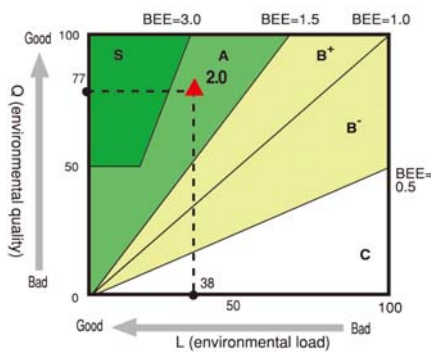 BEE=3.0 BEE=1.5 BEE=1.0
Good 100
S A B+
77 2.0
B-
Q (environmental quality)
50
BEE=
0.5
C
Bad
38
0 50 100
Good Bad
L (environmental load)